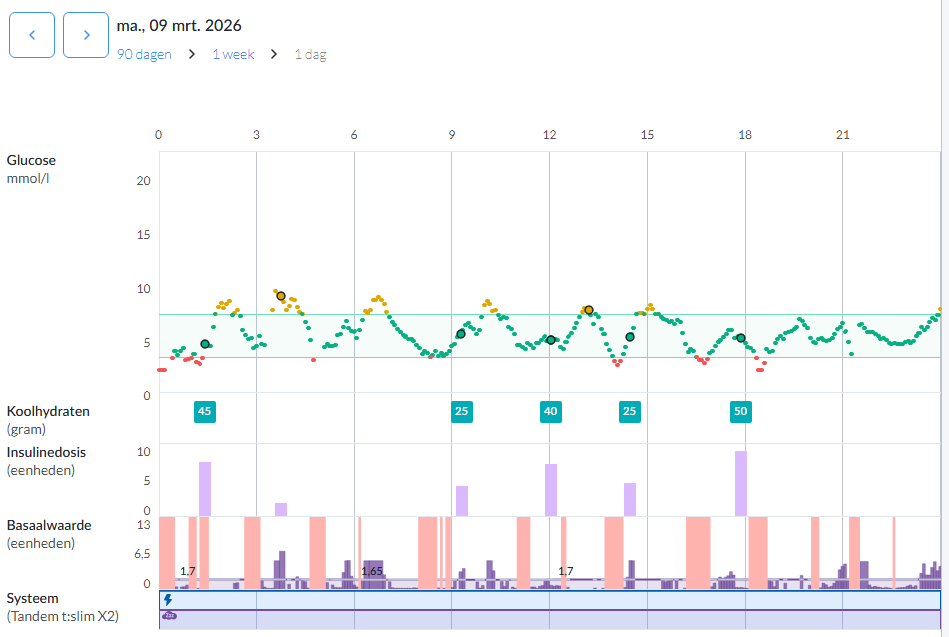 ma., 09 mrt. 2026
90 dagen > 1 week > 1 dag
0 3 6 9 12 15 18 21
Glucose
mmol/l
20
15
10
5
0
Koolhydraten
(gram)
45 25 40 25 50
Insulinedosis
(eenheden)
10
5
0
Basaalwaarde
(eenheden)
13
6,5
0
1,7 1,65 1,7
Systeem
(Tandem t:slim X2)